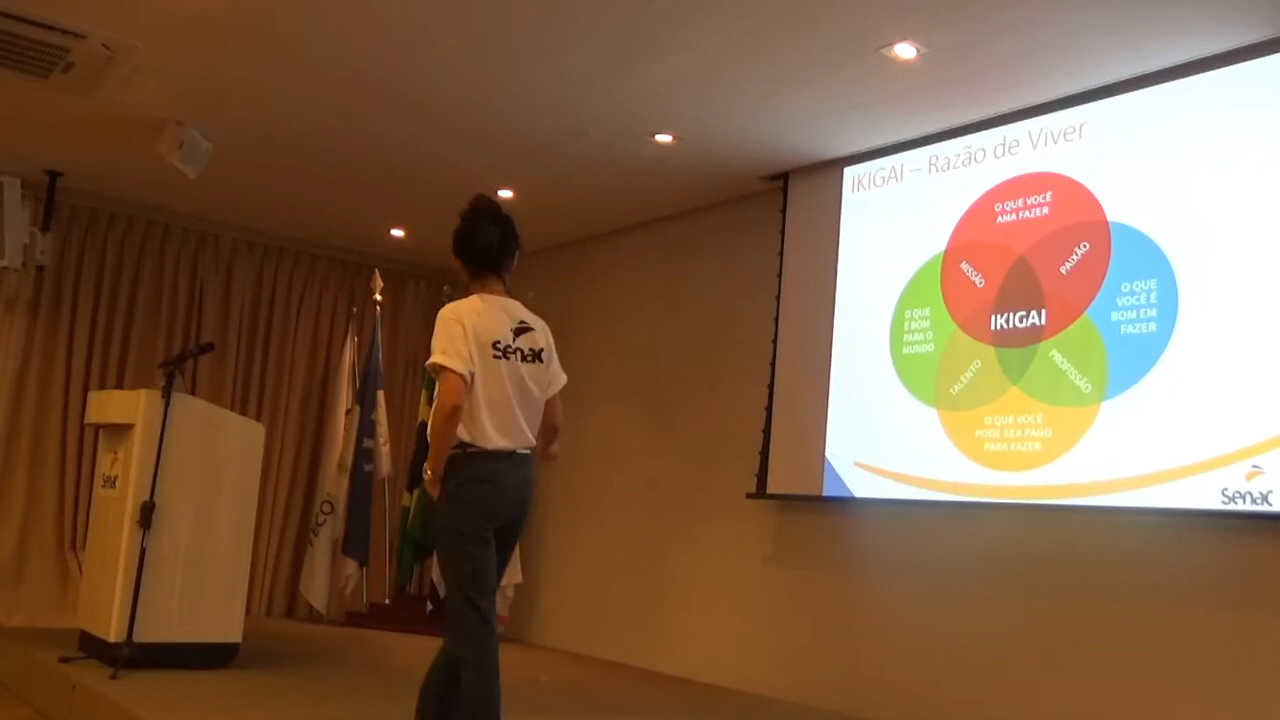 IKIGAI – Razão de Viver
O QUE VOCÊ
AMA FAZER
MISSÃO
PAIXÃO
O QUE
É BOM
PARA O
MUNDO
IKIGAI
O QUE
VOCÊ É
BOM EM
FAZER
TALENTO
PROFISSÃO
O QUE VOCÊ
PODE SER PAGO
PARA FAZER
Senac
Senac
Senac
FECO